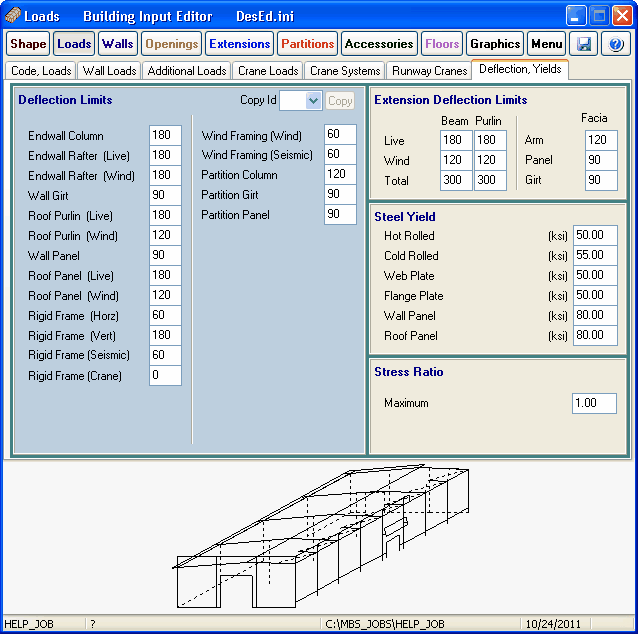 Loads Building Input Editor DesEd.ini
Shape Loads Walls Openings Extensions Partitions Accessories Floors Graphics Menu
Code, Loads Wall Loads Additional Loads Crane Loads Crane Systems Runway Cranes Deflection, Yields
Deflection Limits Copy Id Copy
Endwall Column 180
Endwall Rafter (Live) 180
Endwall Rafter (Wind) 180
Wall Girt 90
Roof Purlin (Live) 180
Roof Purlin (Wind) 120
Wall Panel 90
Roof Panel (Live) 180
Roof Panel (Wind) 120
Rigid Frame (Horz) 60
Rigid Frame (Vert) 180
Rigid Frame (Seismic) 60
Rigid Frame (Crane) 0
Wind Framing (Wind) 60
Wind Framing (Seismic) 60
Partition Column 120
Partition Girt 90
Partition Panel 90
Extension Deflection Limits
Beam Purlin
Live 180 180
Wind 120 120
Total 300 300
Facia
Arm 120
Panel 90
Girt 90
Steel Yield
Hot Rolled (ksi) 50.00
Cold Rolled (ksi) 55.00
Web Plate (ksi) 50.00
Flange Plate (ksi) 50.00
Wall Panel (ksi) 80.00
Roof Panel (ksi) 80.00
Stress Ratio
Maximum 1.00
HELP_JOB ? C:\MBS_JOBS\HELP_JOB 10/24/2011